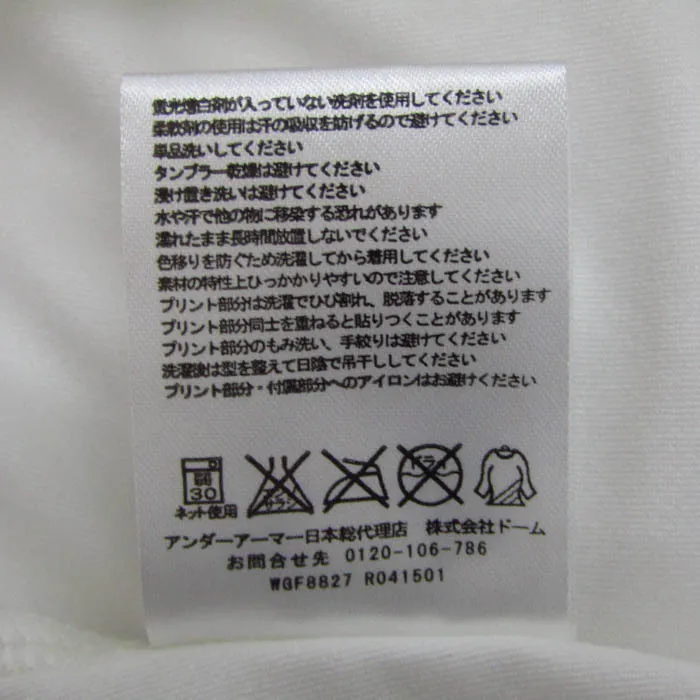 蛍光増白剤が入っていない洗剤を使用してください
柔軟剤の使用は汗の吸収を妨げるので避けてください
単品洗いしてください
タンブラー乾燥は避けてください
浸け置き洗いは避けてください
水や汗で他の物に移染する恐れがあります
濡れたまま長時間放置しないでください
色移りを防ぐため洗濯してから着用してください
素材の特性上ひっかかりやすいので注意してください
プリント部分は洗濯でひび割れ、脱落することがあります
プリント部分同士を重ねると貼りつくことがあります
プリント部分のもみ洗い、手絞りは避けてください
洗濯後は型を整えて日陰で吊干ししてください
プリント部分・付属部分へのアイロンはお避けください
弱 30 エンソサラシ ドライ
ネット使用
アンダーアーマー日本総代理店 株式会社ドーム
お問合せ先 0120-106-786
WGF8827 R041501